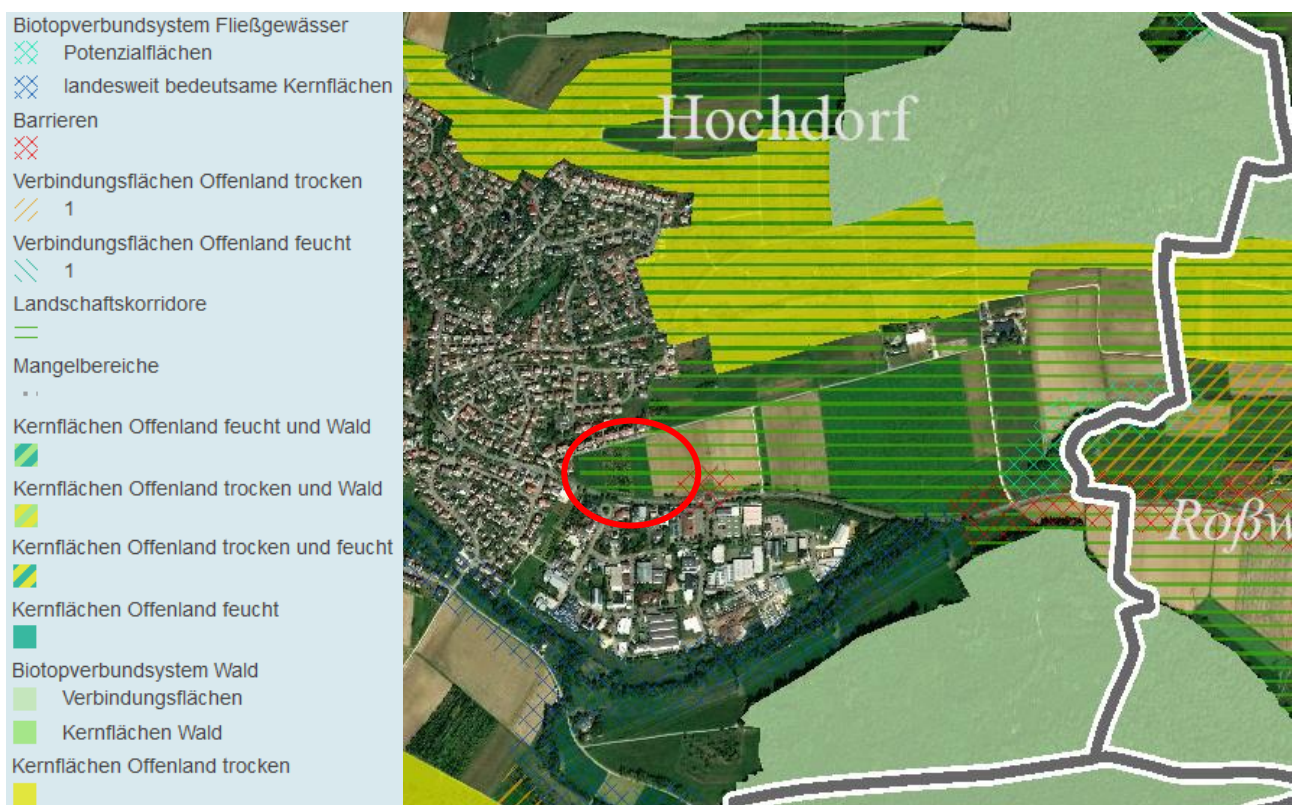 Biotopverbundsystem Fließgewässer
Potenzialflächen
landesweit bedeutsame Kernflächen
Barrieren
Verbindungsflächen Offenland trocken
1
Verbindungsflächen Offenland feucht
1
Landschaftskorridore
Mangelbereiche
Kernflächen Offenland feucht und Wald
Kernflächen Offenland trocken und Wald
Kernflächen Offenland trocken und feucht
Kernflächen Offenland feucht
Biotopverbundsystem Wald
Verbindungsflächen
Kernflächen Wald
Kernflächen Offenland trocken
Hochdorf
Roßw